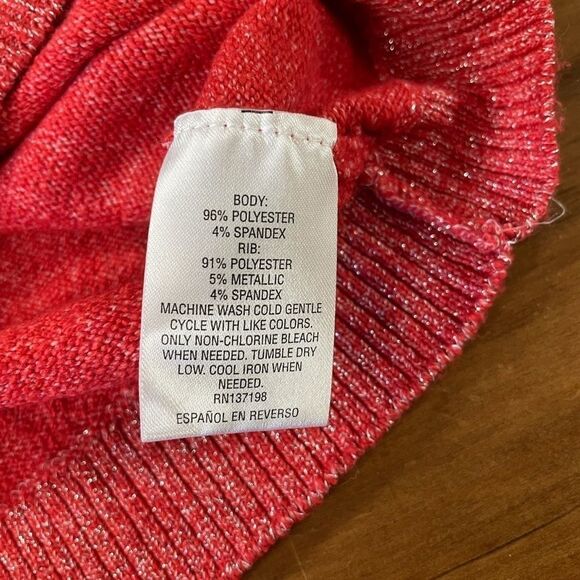 BODY:
96% POLYESTER
4% SPANDEX
RIB:
91% POLYESTER
5% METALLIC
4% SPANDEX
MACHINE WASH COLD GENTLE
CYCLE WITH LIKE COLORS.
ONLY NON-CHLORINE BLEACH
WHEN NEEDED. TUMBLE DRY
LOW. COOL IRON WHEN
NEEDED.
RN137198
ESPAÑOL EN REVERSO